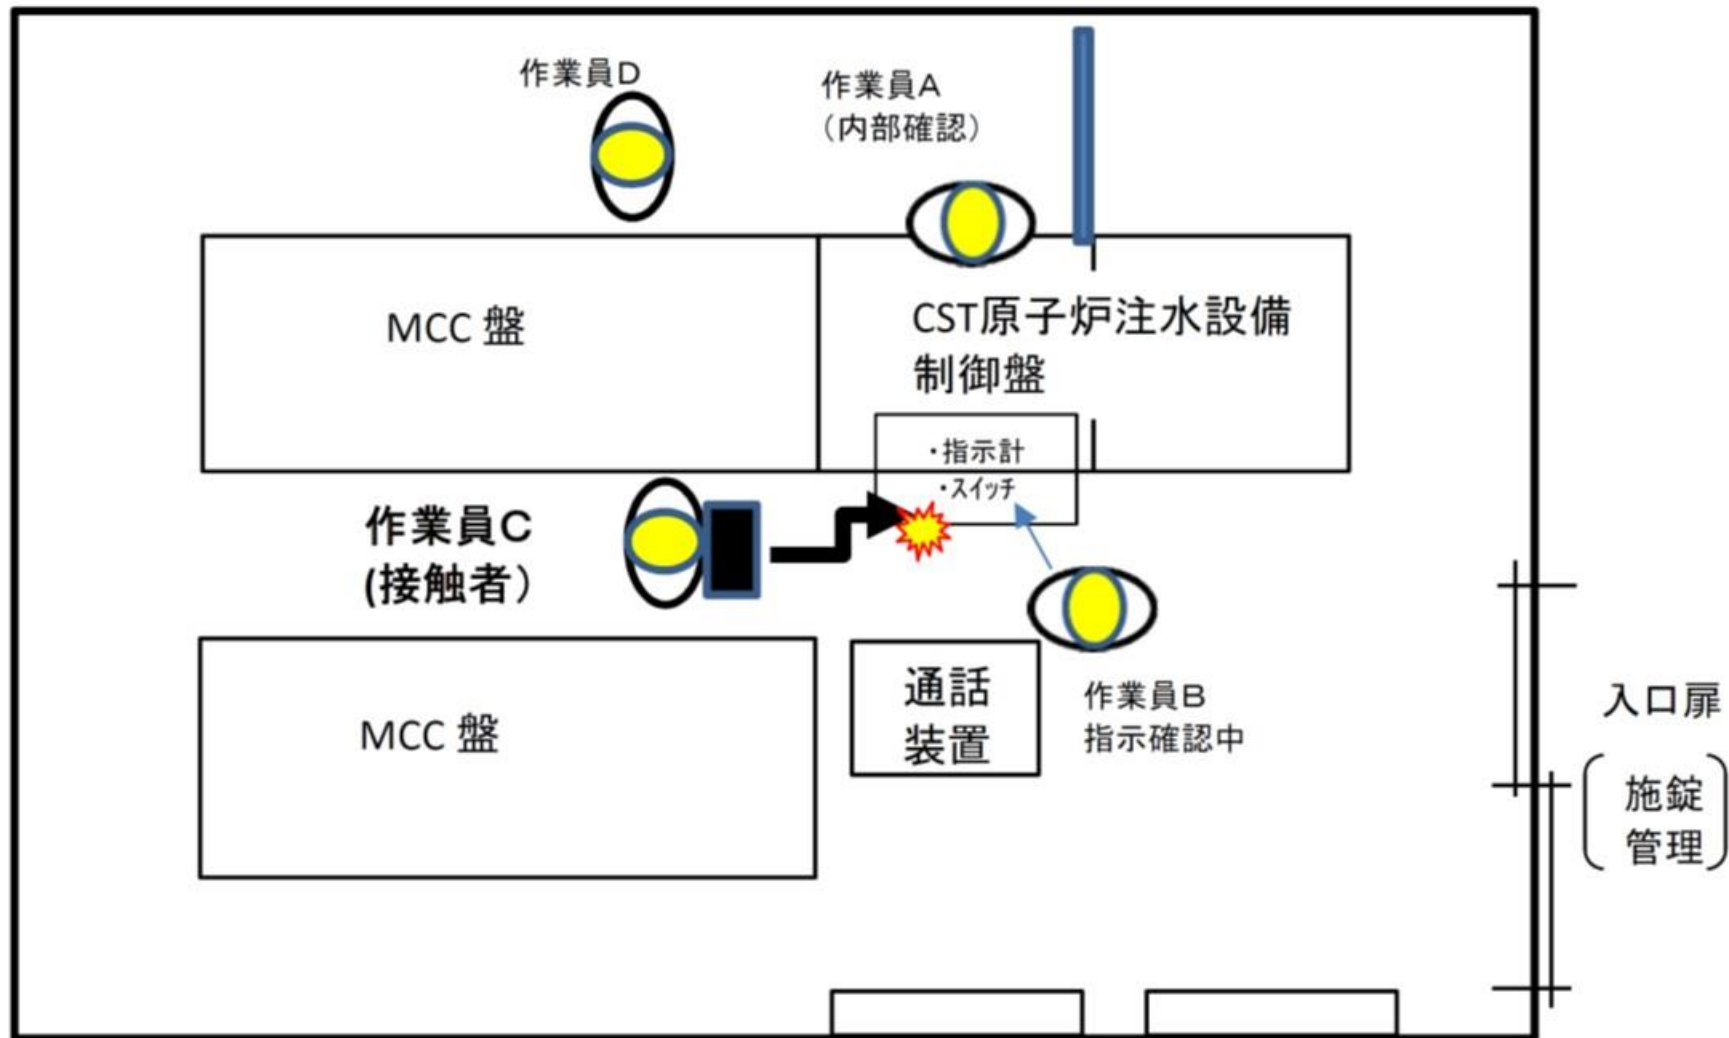 作業員D
作業員A
（内部確認）
MCC 盤
CST原子炉注水設備
制御盤
・指示計
・スイッチ
作業員C
(接触者）
通話
装置
作業員B
指示確認中
MCC 盤
入口扉
施錠
管理